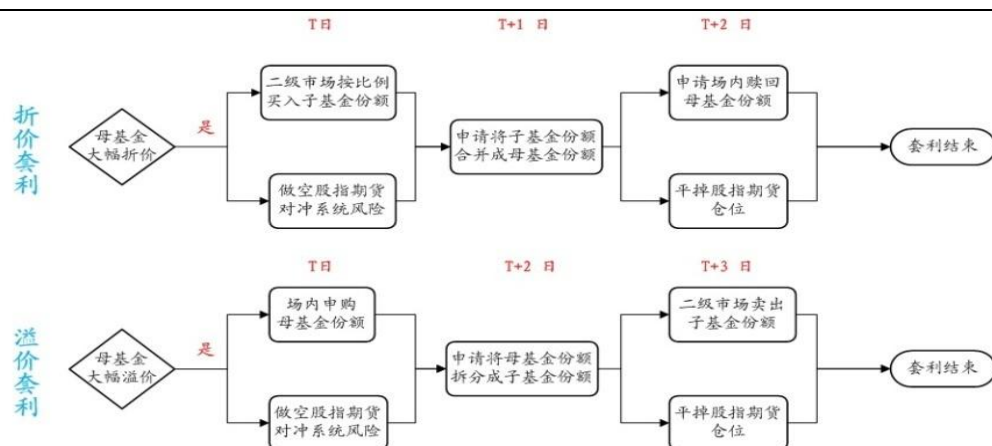 T日
T+1 日
T+2 日
折价套利
母基金
大幅折价
是
二级市场按比例
买入子基金份额
做空股指期货
对冲系统风险
申请将子基金份额
合并成母基金份额
申请场内赎回
母基金份额
平掉股指期货
仓位
套利结束
T日
T+2 日
T+3 日
溢价套利
母基金
大幅溢价
是
场内申购
母基金份额
做空股指期货
对冲系统风险
申请将母基金份额
拆分成子基金份额
二级市场卖出
子基金份额
平掉股指期货
仓位
套利结束